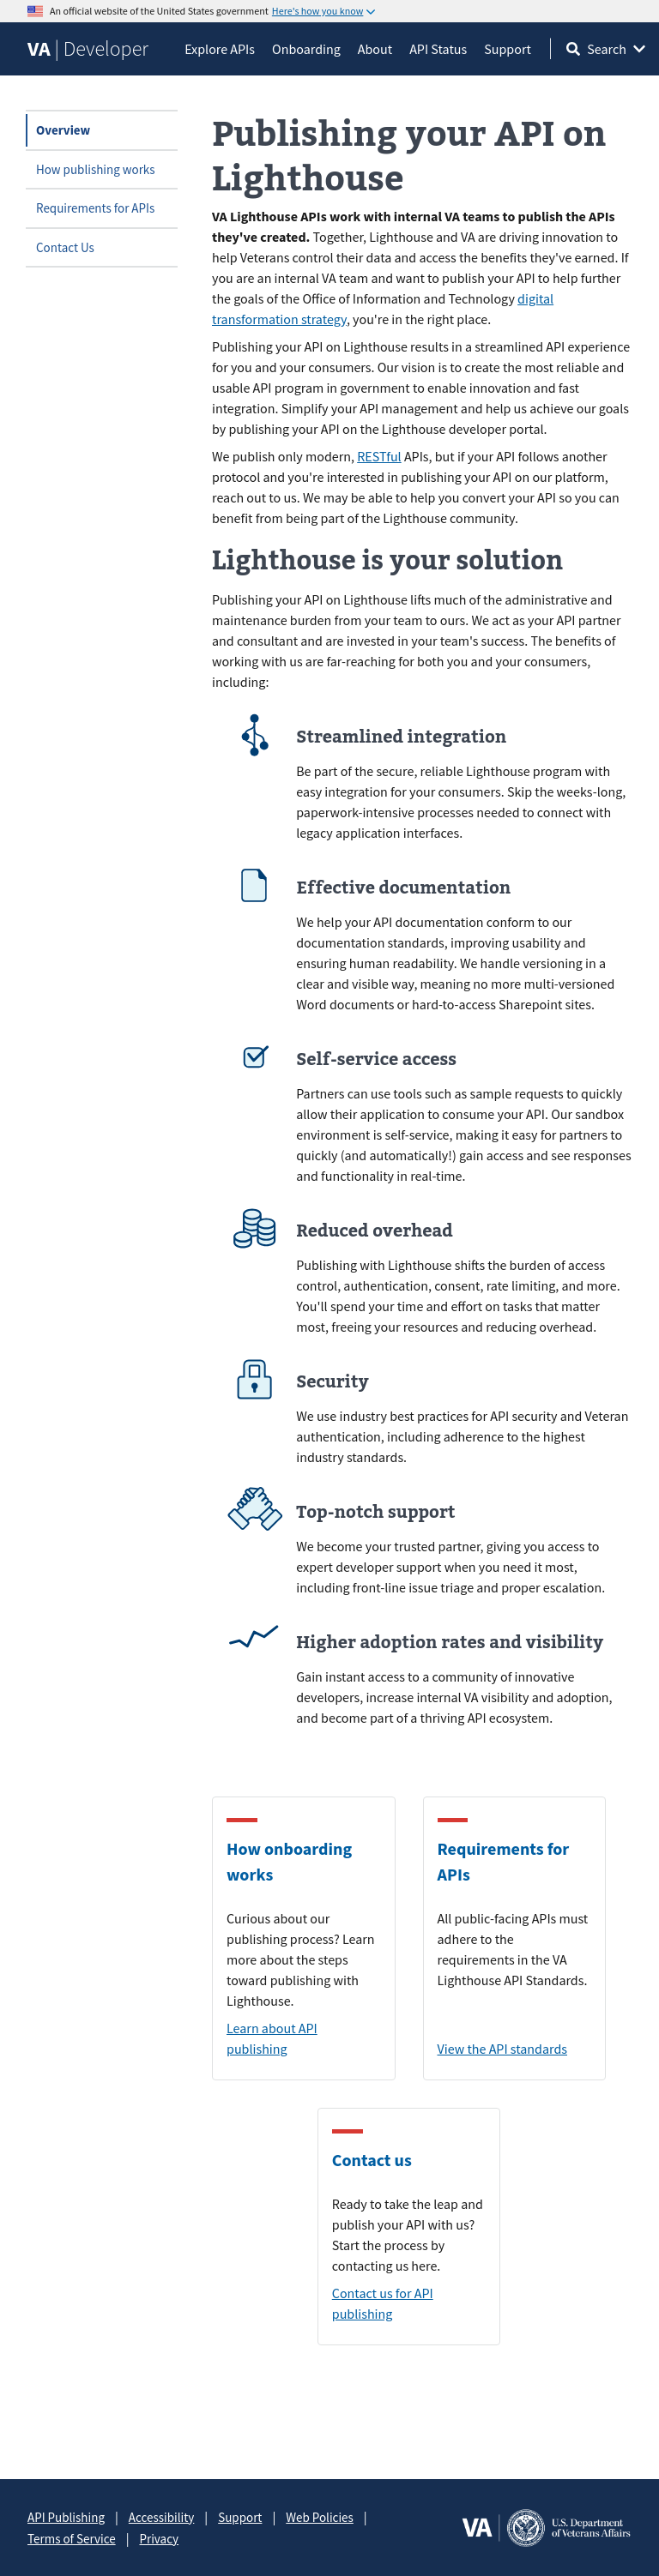 An official website of the United States government Here's how you know
VA | Developer
Explore APIs Onboarding About API Status Support Search
Overview
How publishing works
Requirements for APIs
Contact Us
Publishing your API on
Lighthouse
VA Lighthouse APIs work with internal VA teams to publish the APIs
they've created. Together, Lighthouse and VA are driving innovation to
help Veterans control their data and access the benefits they've earned. If
you are an internal VA team and want to publish your API to help further
the goals of the Office of Information and Technology digital
transformation strategy, you're in the right place.
Publishing your API on Lighthouse results in a streamlined API experience
for you and your consumers. Our vision is to create the most reliable and
usable API program in government to enable innovation and fast
integration. Simplify your API management and help us achieve our goals
by publishing your API on the Lighthouse developer portal.
We publish only modern, RESTful APIs, but if your API follows another
protocol and you're interested in publishing your API on our platform,
reach out to us. We may be able to help you convert your API so you can
benefit from being part of the Lighthouse community.
Lighthouse is your solution
Publishing your API on Lighthouse lifts much of the administrative and
maintenance burden from your team to ours. We act as your API partner
and consultant and are invested in your team's success. The benefits of
working with us are far-reaching for both you and your consumers,
including:
Streamlined integration
Be part of the secure, reliable Lighthouse program with
easy integration for your consumers. Skip the weeks-long,
paperwork-intensive processes needed to connect with
legacy application interfaces.
Effective documentation
We help your API documentation conform to our
documentation standards, improving usability and
ensuring human readability. We handle versioning in a
clear and visible way, meaning no more multi-versioned
Word documents or hard-to-access Sharepoint sites.
Self-service access
Partners can use tools such as sample requests to quickly
allow their application to consume your API. Our sandbox
environment is self-service, making it easy for partners to
quickly (and automatically!) gain access and see responses
and functionality in real-time.
Reduced overhead
Publishing with Lighthouse shifts the burden of access
control, authentication, consent, rate limiting, and more.
You'll spend your time and effort on tasks that matter
most, freeing your resources and reducing overhead.
Security
We use industry best practices for API security and Veteran
authentication, including adherence to the highest
industry standards.
Top-notch support
We become your trusted partner, giving you access to
expert developer support when you need it most,
including front-line issue triage and proper escalation.
Higher adoption rates and visibility
Gain instant access to a community of innovative
developers, increase internal VA visibility and adoption,
and become part of a thriving API ecosystem.
How onboarding
works
Curious about our
publishing process? Learn
more about the steps
toward publishing with
Lighthouse.
Learn about API
publishing
Requirements for
APIs
All public-facing APIs must
adhere to the
requirements in the VA
Lighthouse API Standards.
View the API standards
Contact us
Ready to take the leap and
publish your API with us?
Start the process by
contacting us here.
Contact us for API
publishing
API Publishing | Accessibility | Support | Web Policies |
Terms of Service | Privacy
VA | U.S. Department
of Veterans Affairs